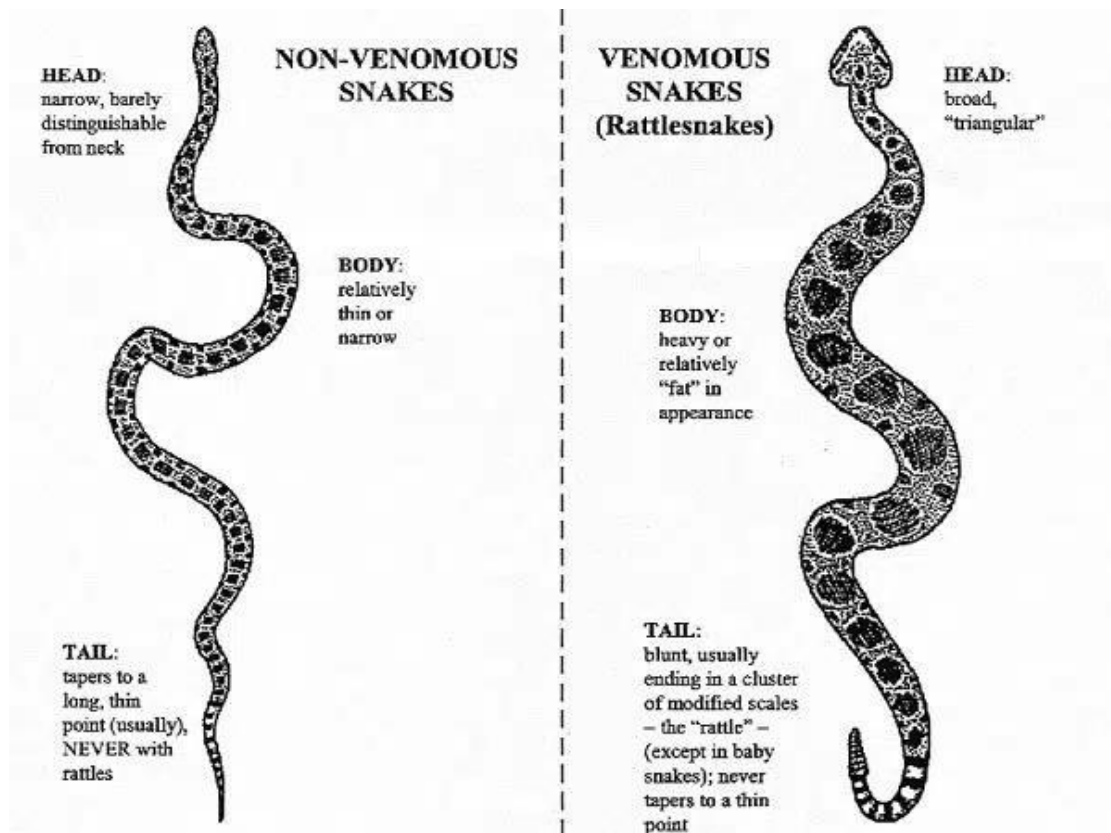 NON-VENOMOUS
SNAKES
HEAD:
narrow, barely
distinguishable
from neck
BODY:
relatively
thin or
narrow
TAIL:
tapers to a
long, thin
point (usually),
NEVER with
rattles
VENOMOUS
SNAKES
(Rattlesnakes)
HEAD:
broad,
“triangular”
BODY:
heavy or
relatively
“fat” in
appearance
TAIL:
blunt, usually
ending in a cluster
of modified scales
– the “rattle” –
(except in baby
snakes); never
tapers to a thin
point